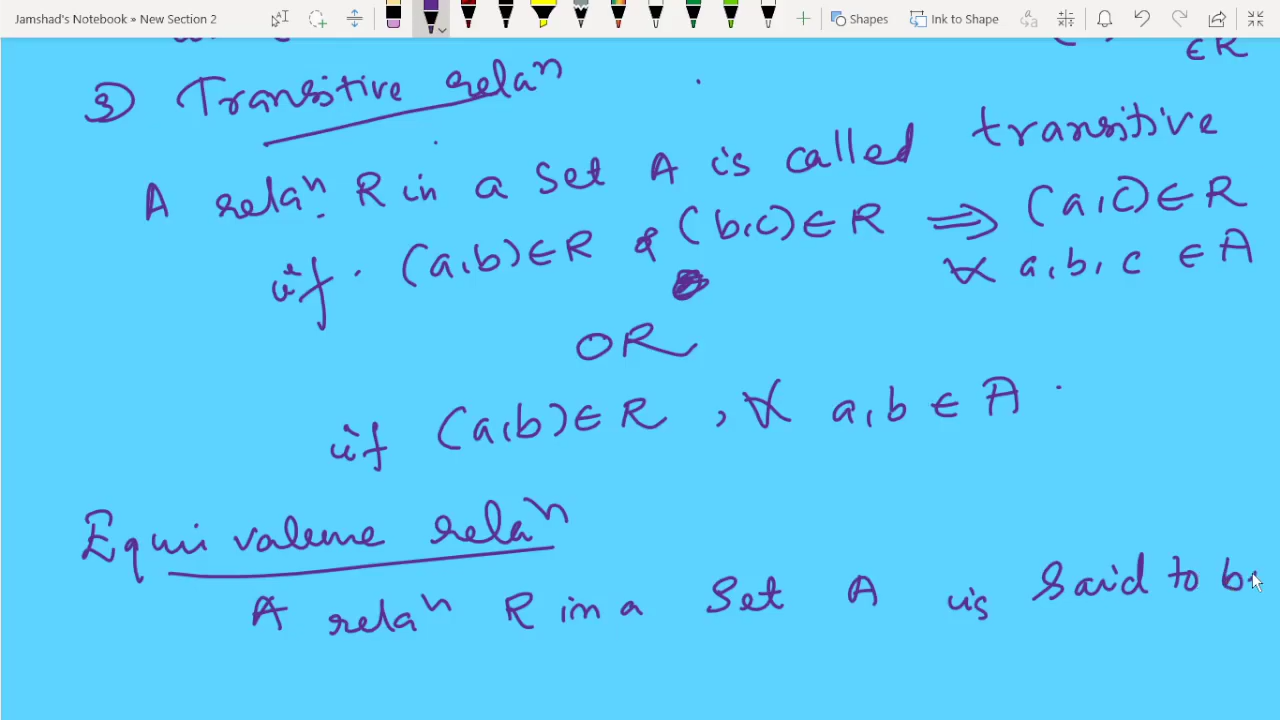 Jamshad's Notebook » New Section 2
Shapes
Ink to Shape
∈R
3) Transitive relaⁿ
A relaⁿ R in a set A is called transitive
if (a,b)∈R & (b,c)∈R ⇒ (a,c)∈R
∀ a,b,c ∈ A
OR
if (a,b)∈R , ∀ a,b ∈ A
Equivalence relaⁿ
A relaⁿ R in a set A is said to be